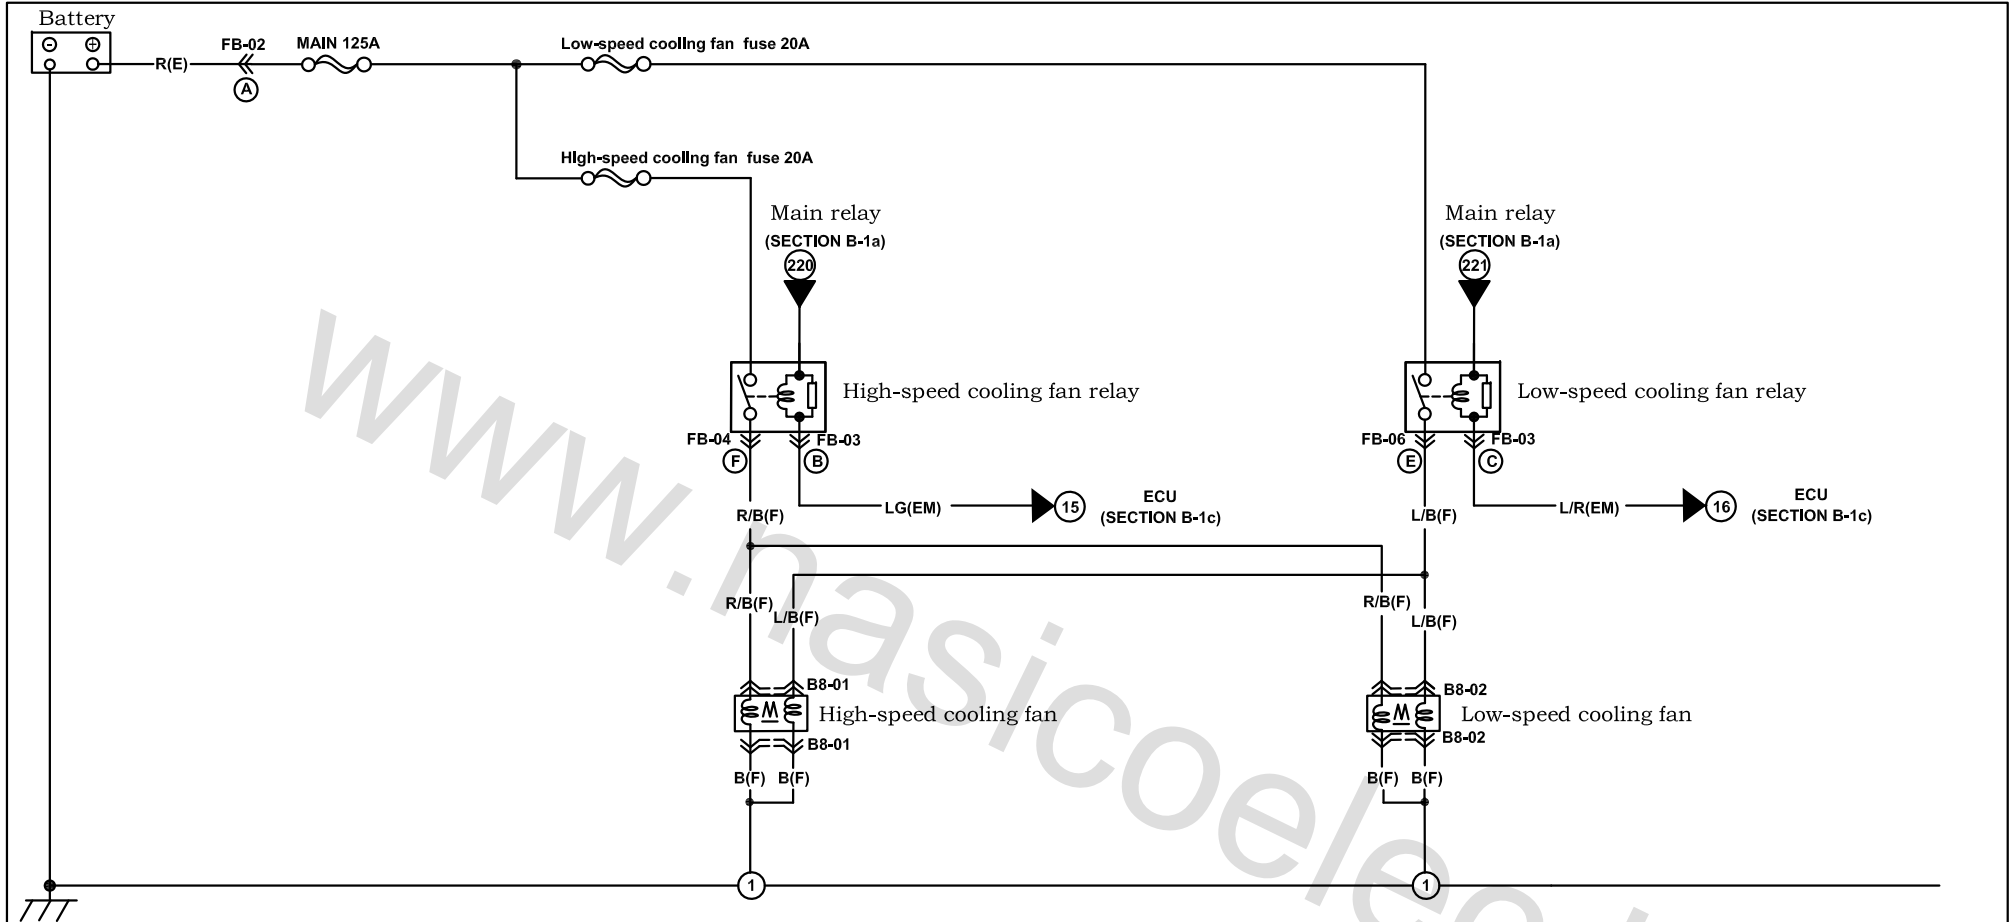 Battery
FB-02
MAIN 125A
Low-speed cooling fan fuse 20A
R(E)
A
High-speed cooling fan fuse 20A
Main relay
(SECTION B-1a)
220
Main relay
(SECTION B-1a)
221
High-speed cooling fan relay
Low-speed cooling fan relay
FB-04
FB-03
F
B
FB-06
FB-03
E
C
R/B(F)
LG(EM)
15
ECU
(SECTION B-1c)
L/B(F)
L/R(EM)
16
ECU
(SECTION B-1c)
R/B(F)
L/B(F)
R/B(F)
L/B(F)
B8-01
M
High-speed cooling fan
B8-01
B8-02
M
Low-speed cooling fan
B8-02
B(F)
B(F)
B(F)
B(F)
1
1
www.nasicoelec